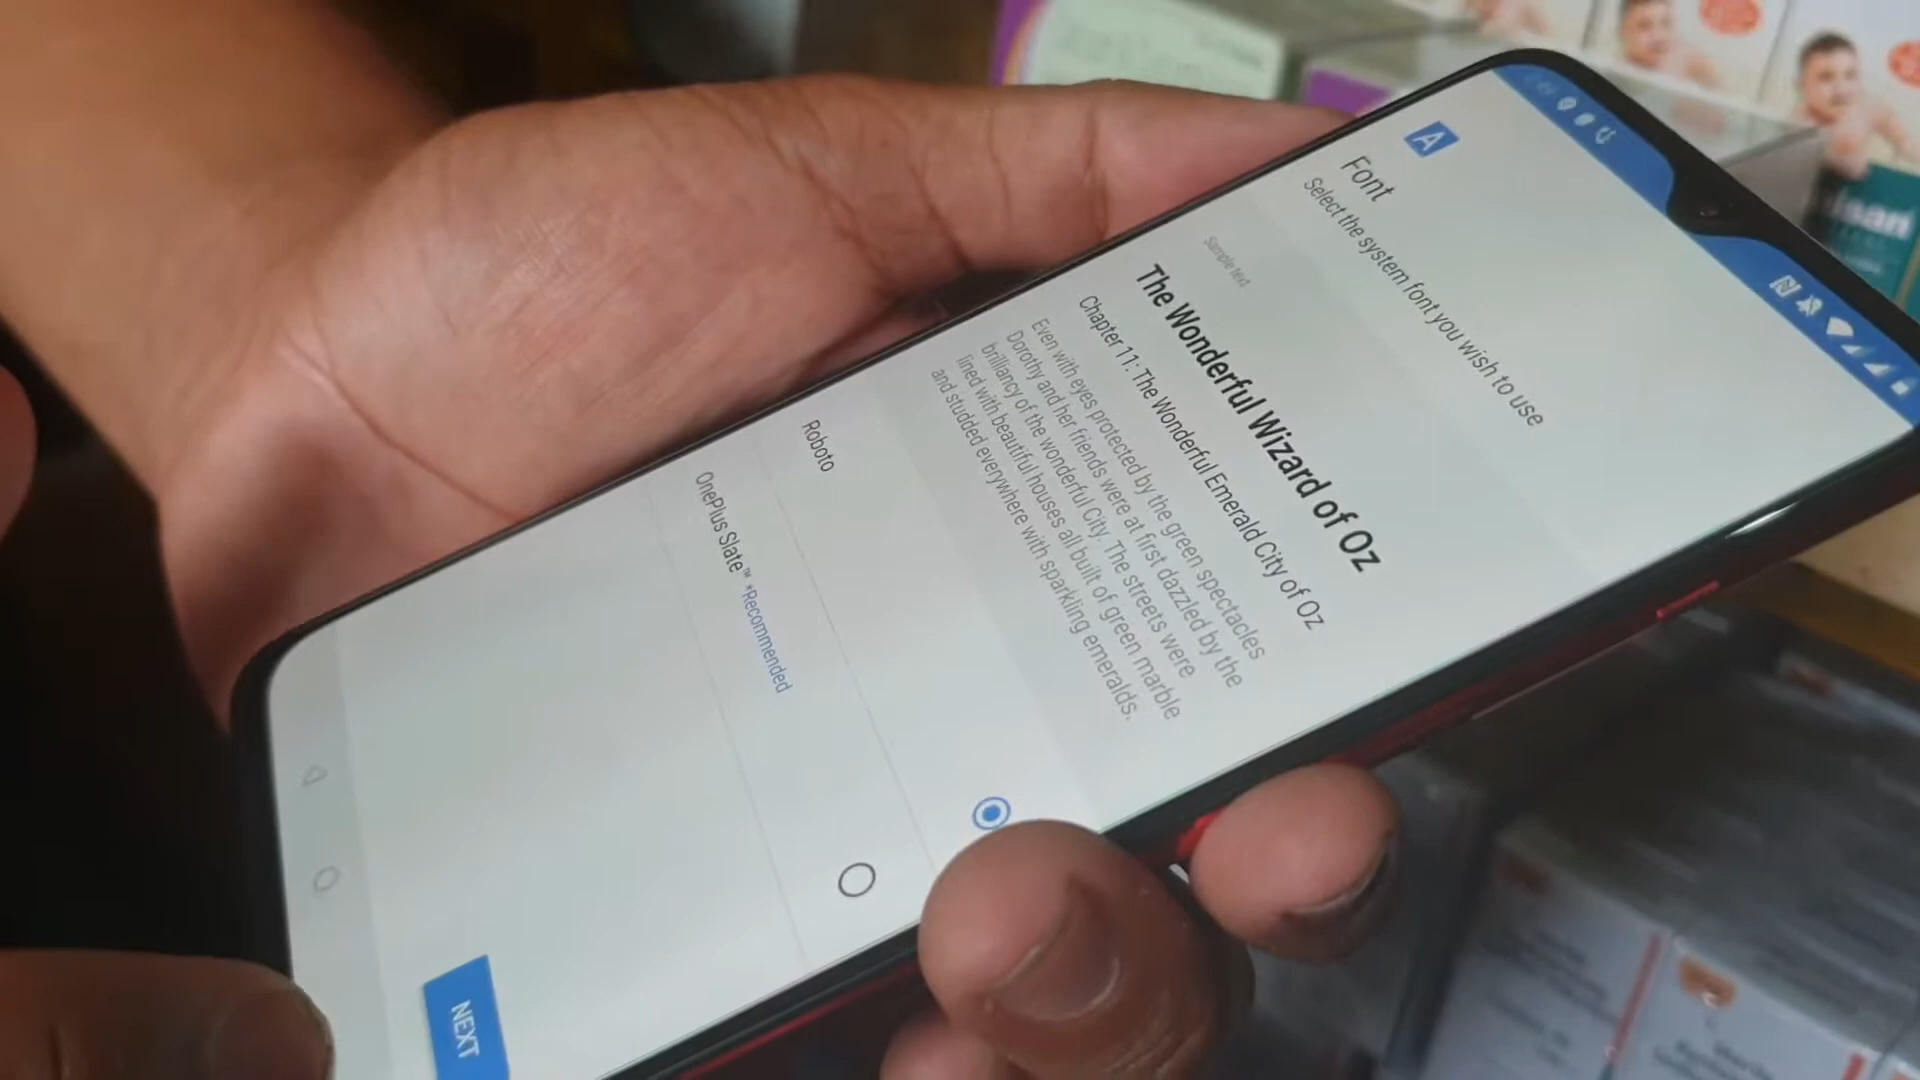 A
Font
Select the system font you wish to use
Sample text
The Wonderful Wizard of Oz
Chapter 11: The Wonderful Emerald City of Oz
Even with eyes protected by the green spectacles
Dorothy and her friends were at first dazzled by the
brilliancy of the wonderful City. The streets were
lined with beautiful houses all built of green marble
and studded everywhere with sparkling emeralds.
Roboto
OnePlus Slate™ *Recommended
NEXT